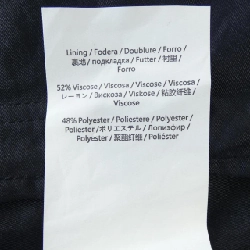 Lining / Fodera / Doublure / Forro /
裏地 / подкладка / Futter / 衬里 /
Forro
52% Viscose / Viscosa / Viscose / Viscosa /
レーヨン / Вискоза / Viskose / 粘胶纤维 /
Viscose
48% Polyester / Poliestere / Polyester /
Poliester / ポリエステル / Полиэфир /
Polyester / 聚酯纤维 / Poliéster